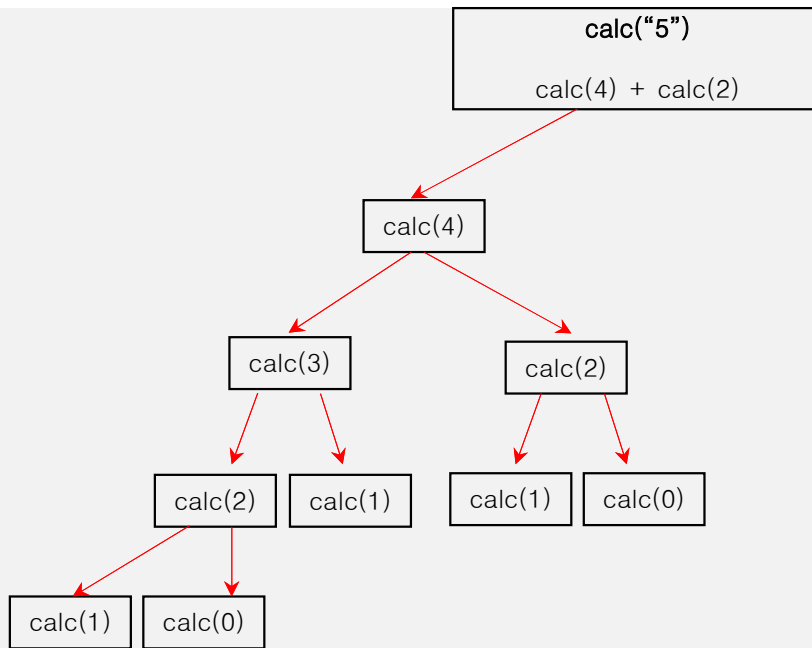 calc(“5”)
calc(4) + calc(2)
calc(4)
calc(3)
calc(2)
calc(2)
calc(1)
calc(1)
calc(0)
calc(1)
calc(0)